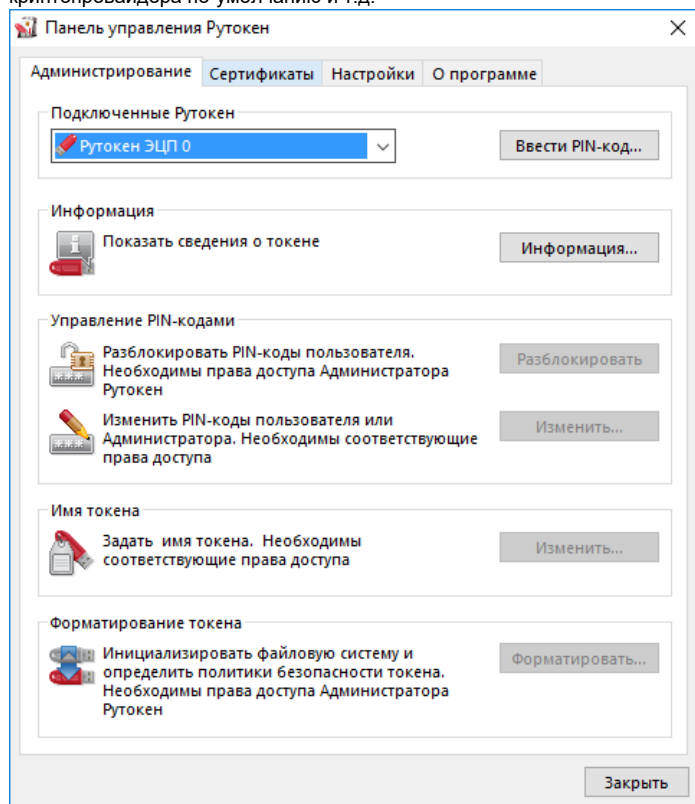 криптопровайдера по умолчанию и т.д.
Панель управления Рутокен
Администрирование Сертификаты Настройки О программе
Подключенные Рутокен
Рутокен ЭЦП 0
Ввести PIN-код...
Информация
Показать сведения о токене
Информация...
Управление PIN-кодами
Разблокировать PIN-коды пользователя.
Необходимы права доступа Администратора
Рутокен
Разблокировать
Изменить PIN-коды пользователя или
Администратора. Необходимы соответствующие
права доступа
Изменить...
Имя токена
Задать имя токена. Необходимы
соответствующие права доступа
Изменить...
Форматирование токена
Инициализировать файловую систему и
определить политики безопасности токена.
Необходимы права доступа Администратора
Рутокен
Форматировать...
Закрыть